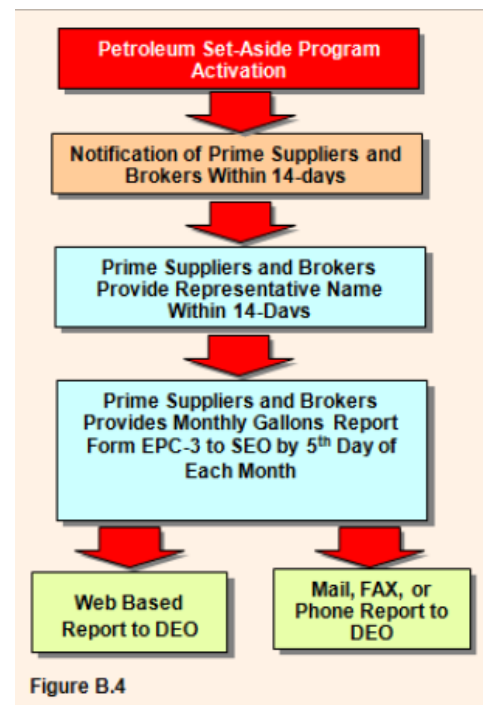 Petroleum Set-Aside Program
Activation
Notification of Prime Suppliers and
Brokers Within 14-days
Prime Suppliers and Brokers
Provide Representative Name
Within 14-Days
Prime Suppliers and Brokers
Provides Monthly Gallons Report
Form EPC-3 to SEO by 5th Day of
Each Month
Web Based
Report to DEO
Mail, FAX, or
Phone Report to
DEO
Figure B.4